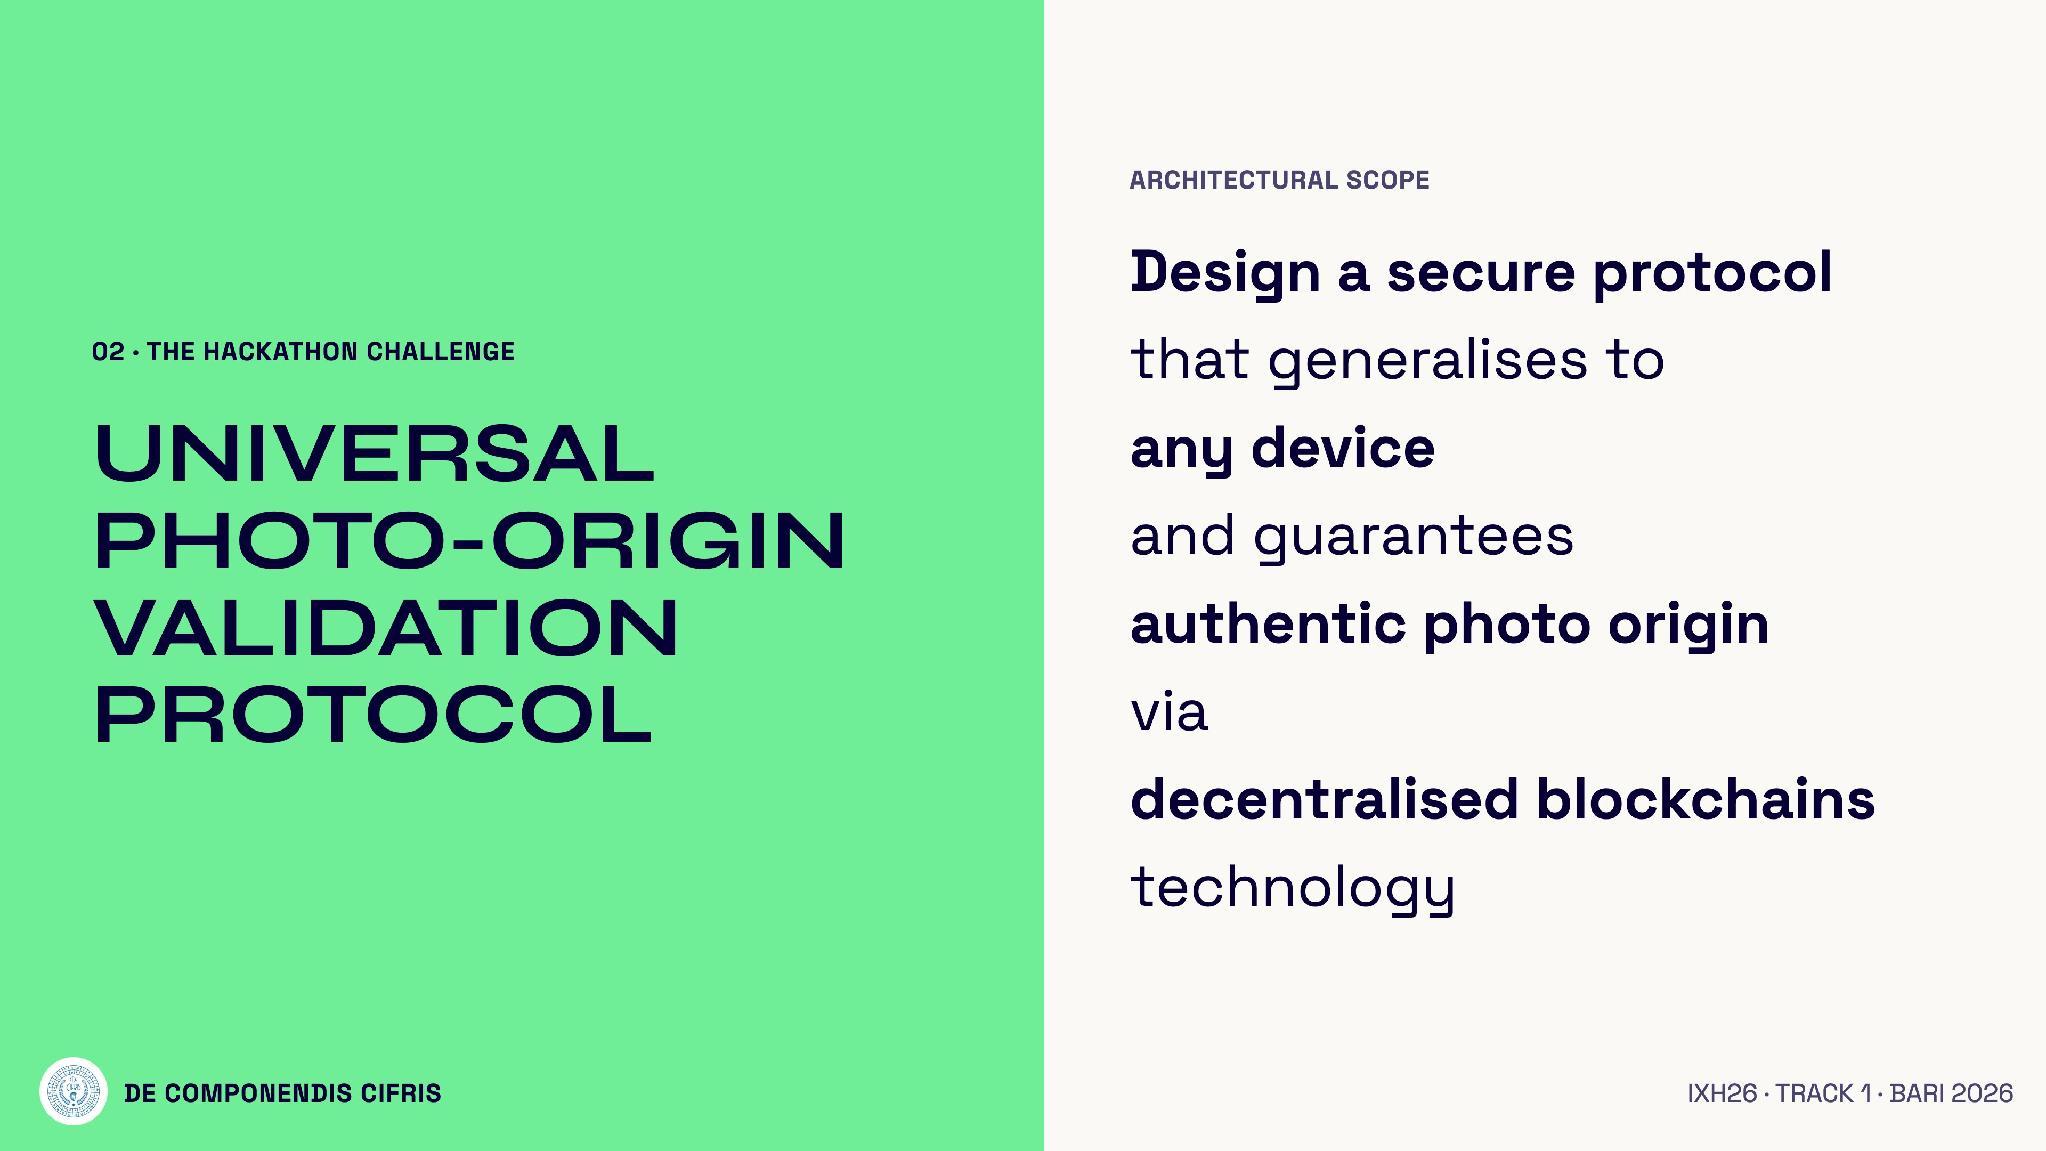 02 · THE HACKATHON CHALLENGE
UNIVERSAL
PHOTO-ORIGIN
VALIDATION
PROTOCOL
DE COMPONENDIS CIFRIS
ARCHITECTURAL SCOPE
Design a secure protocol
that generalises to
any device
and guarantees
authentic photo origin
via
decentralised blockchains
technology
IXH26 · TRACK 1 · BARI 2026